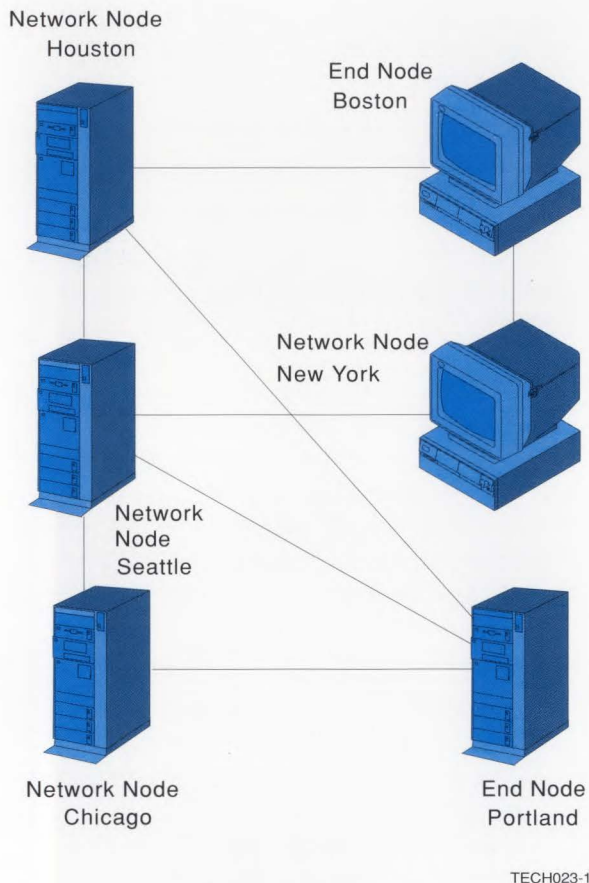 Network Node
Houston
End Node
Boston
Network Node
New York
Network
Node
Seattle
Network Node
Chicago
End Node
Portland
TECH023-1